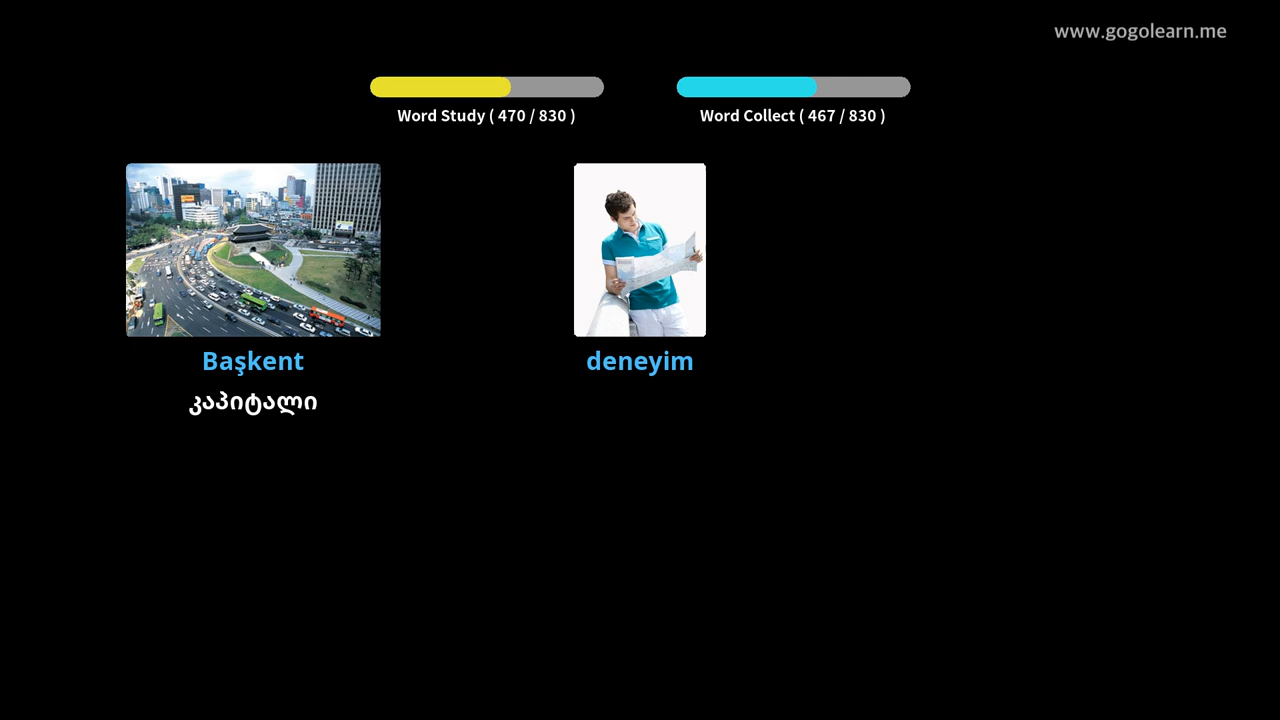 www.gogolearn.me
Word Study ( 470 / 830 )
Word Collect ( 467 / 830 )
Başkent
deneyim
კაპიტალი